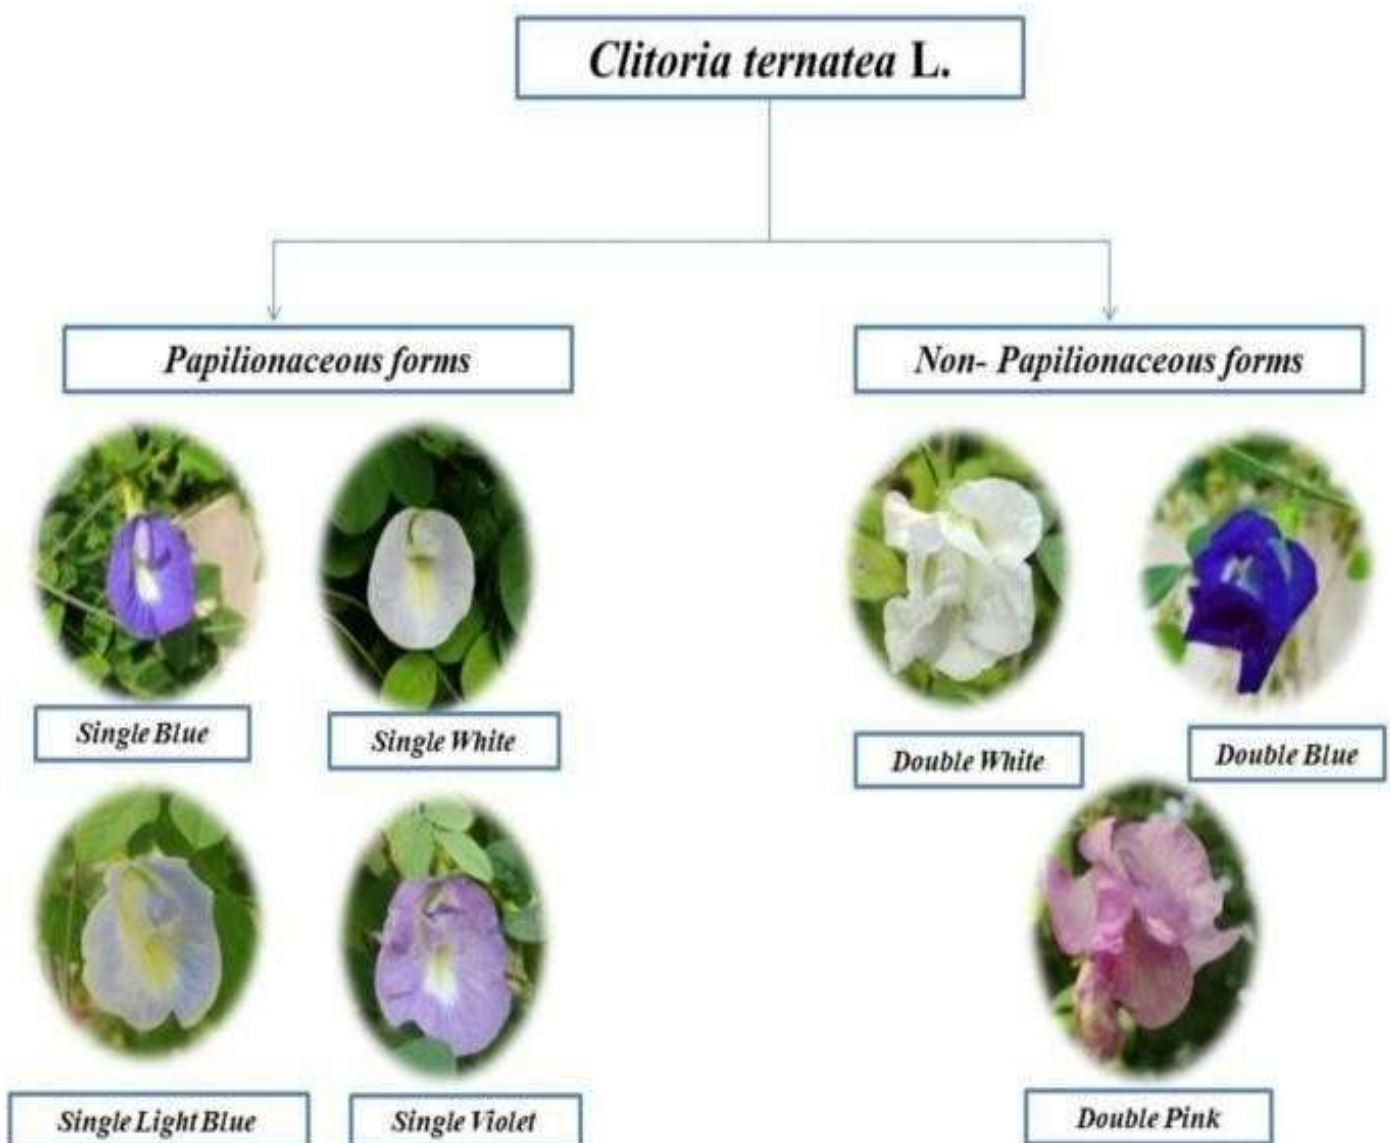 Clitoria ternatea L.
Papilionaceous forms
Non- Papilionaceous forms
Single Blue
Single White
Double White
Double Blue
Single Light Blue
Single Violet
Double Pink